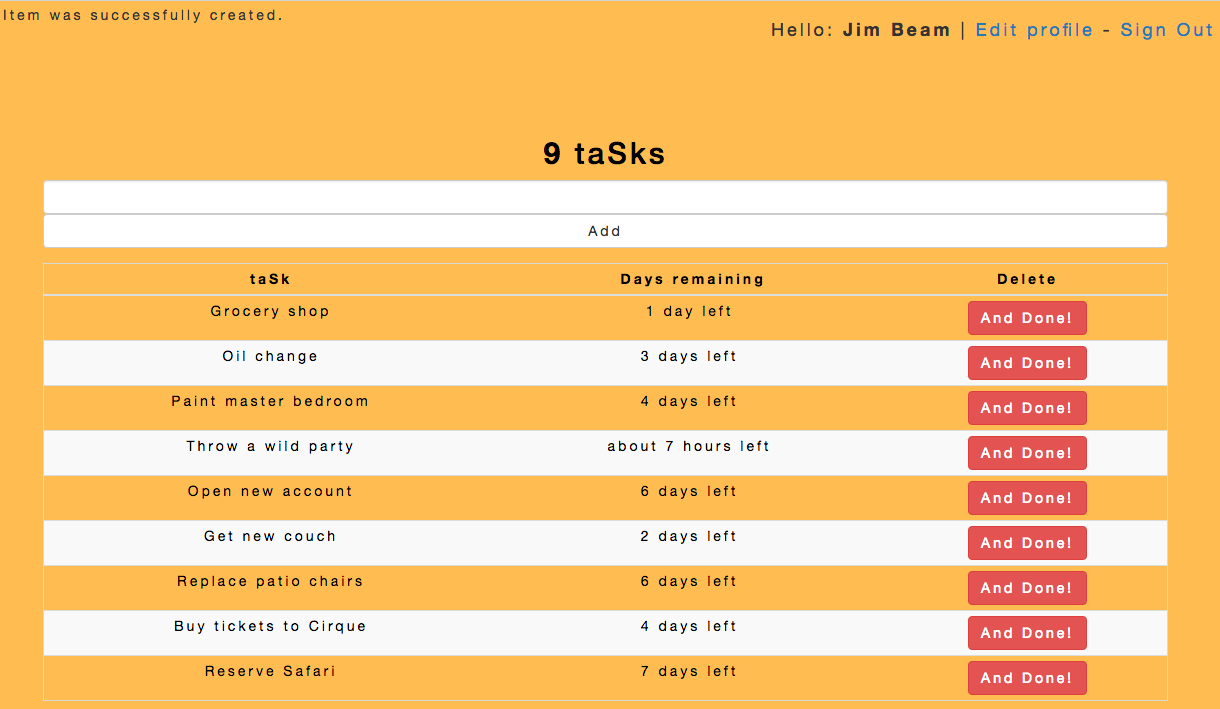 Item was successfully created.
Hello: Jim Beam | Edit profile - Sign Out
9 taSks
Add
taSk Days remaining Delete
Grocery shop 1 day left And Done!
Oil change 3 days left And Done!
Paint master bedroom 4 days left And Done!
Throw a wild party about 7 hours left And Done!
Open new account 6 days left And Done!
Get new couch 2 days left And Done!
Replace patio chairs 6 days left And Done!
Buy tickets to Cirque 4 days left And Done!
Reserve Safari 7 days left And Done!